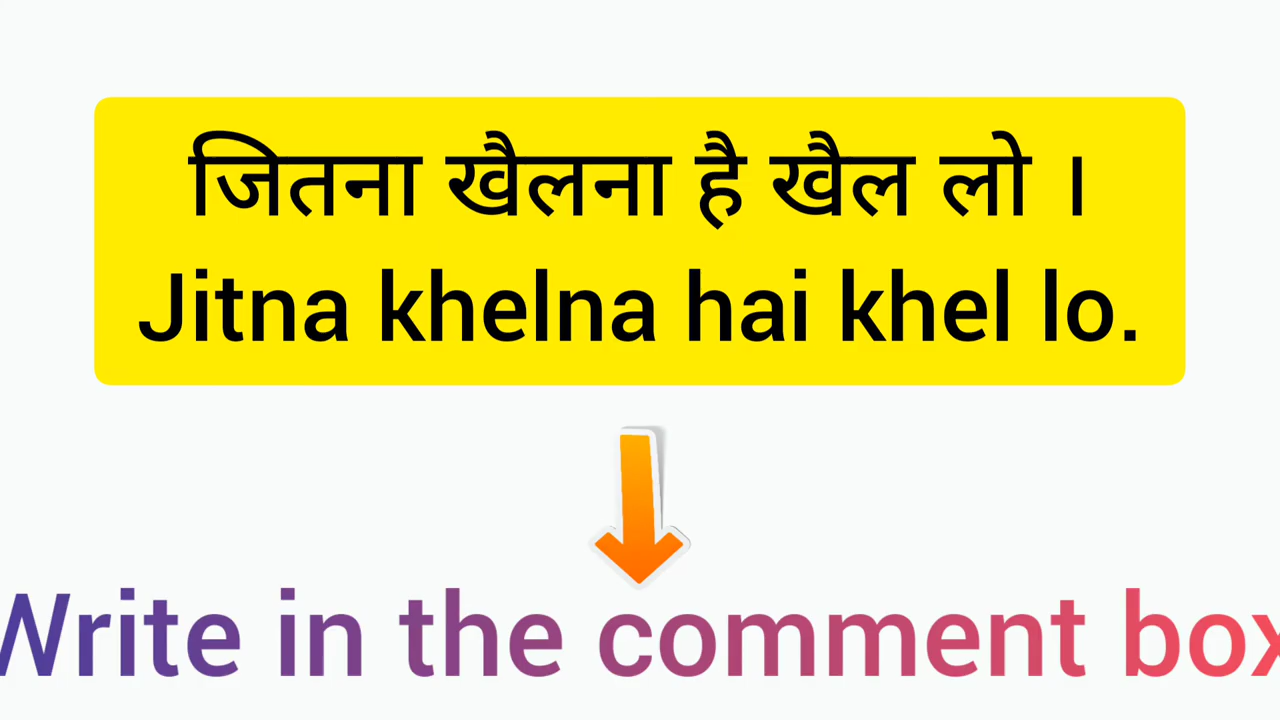 जितना खैलना है खैल लो ।
Jitna khelna hai khel lo.
Write in the comment box